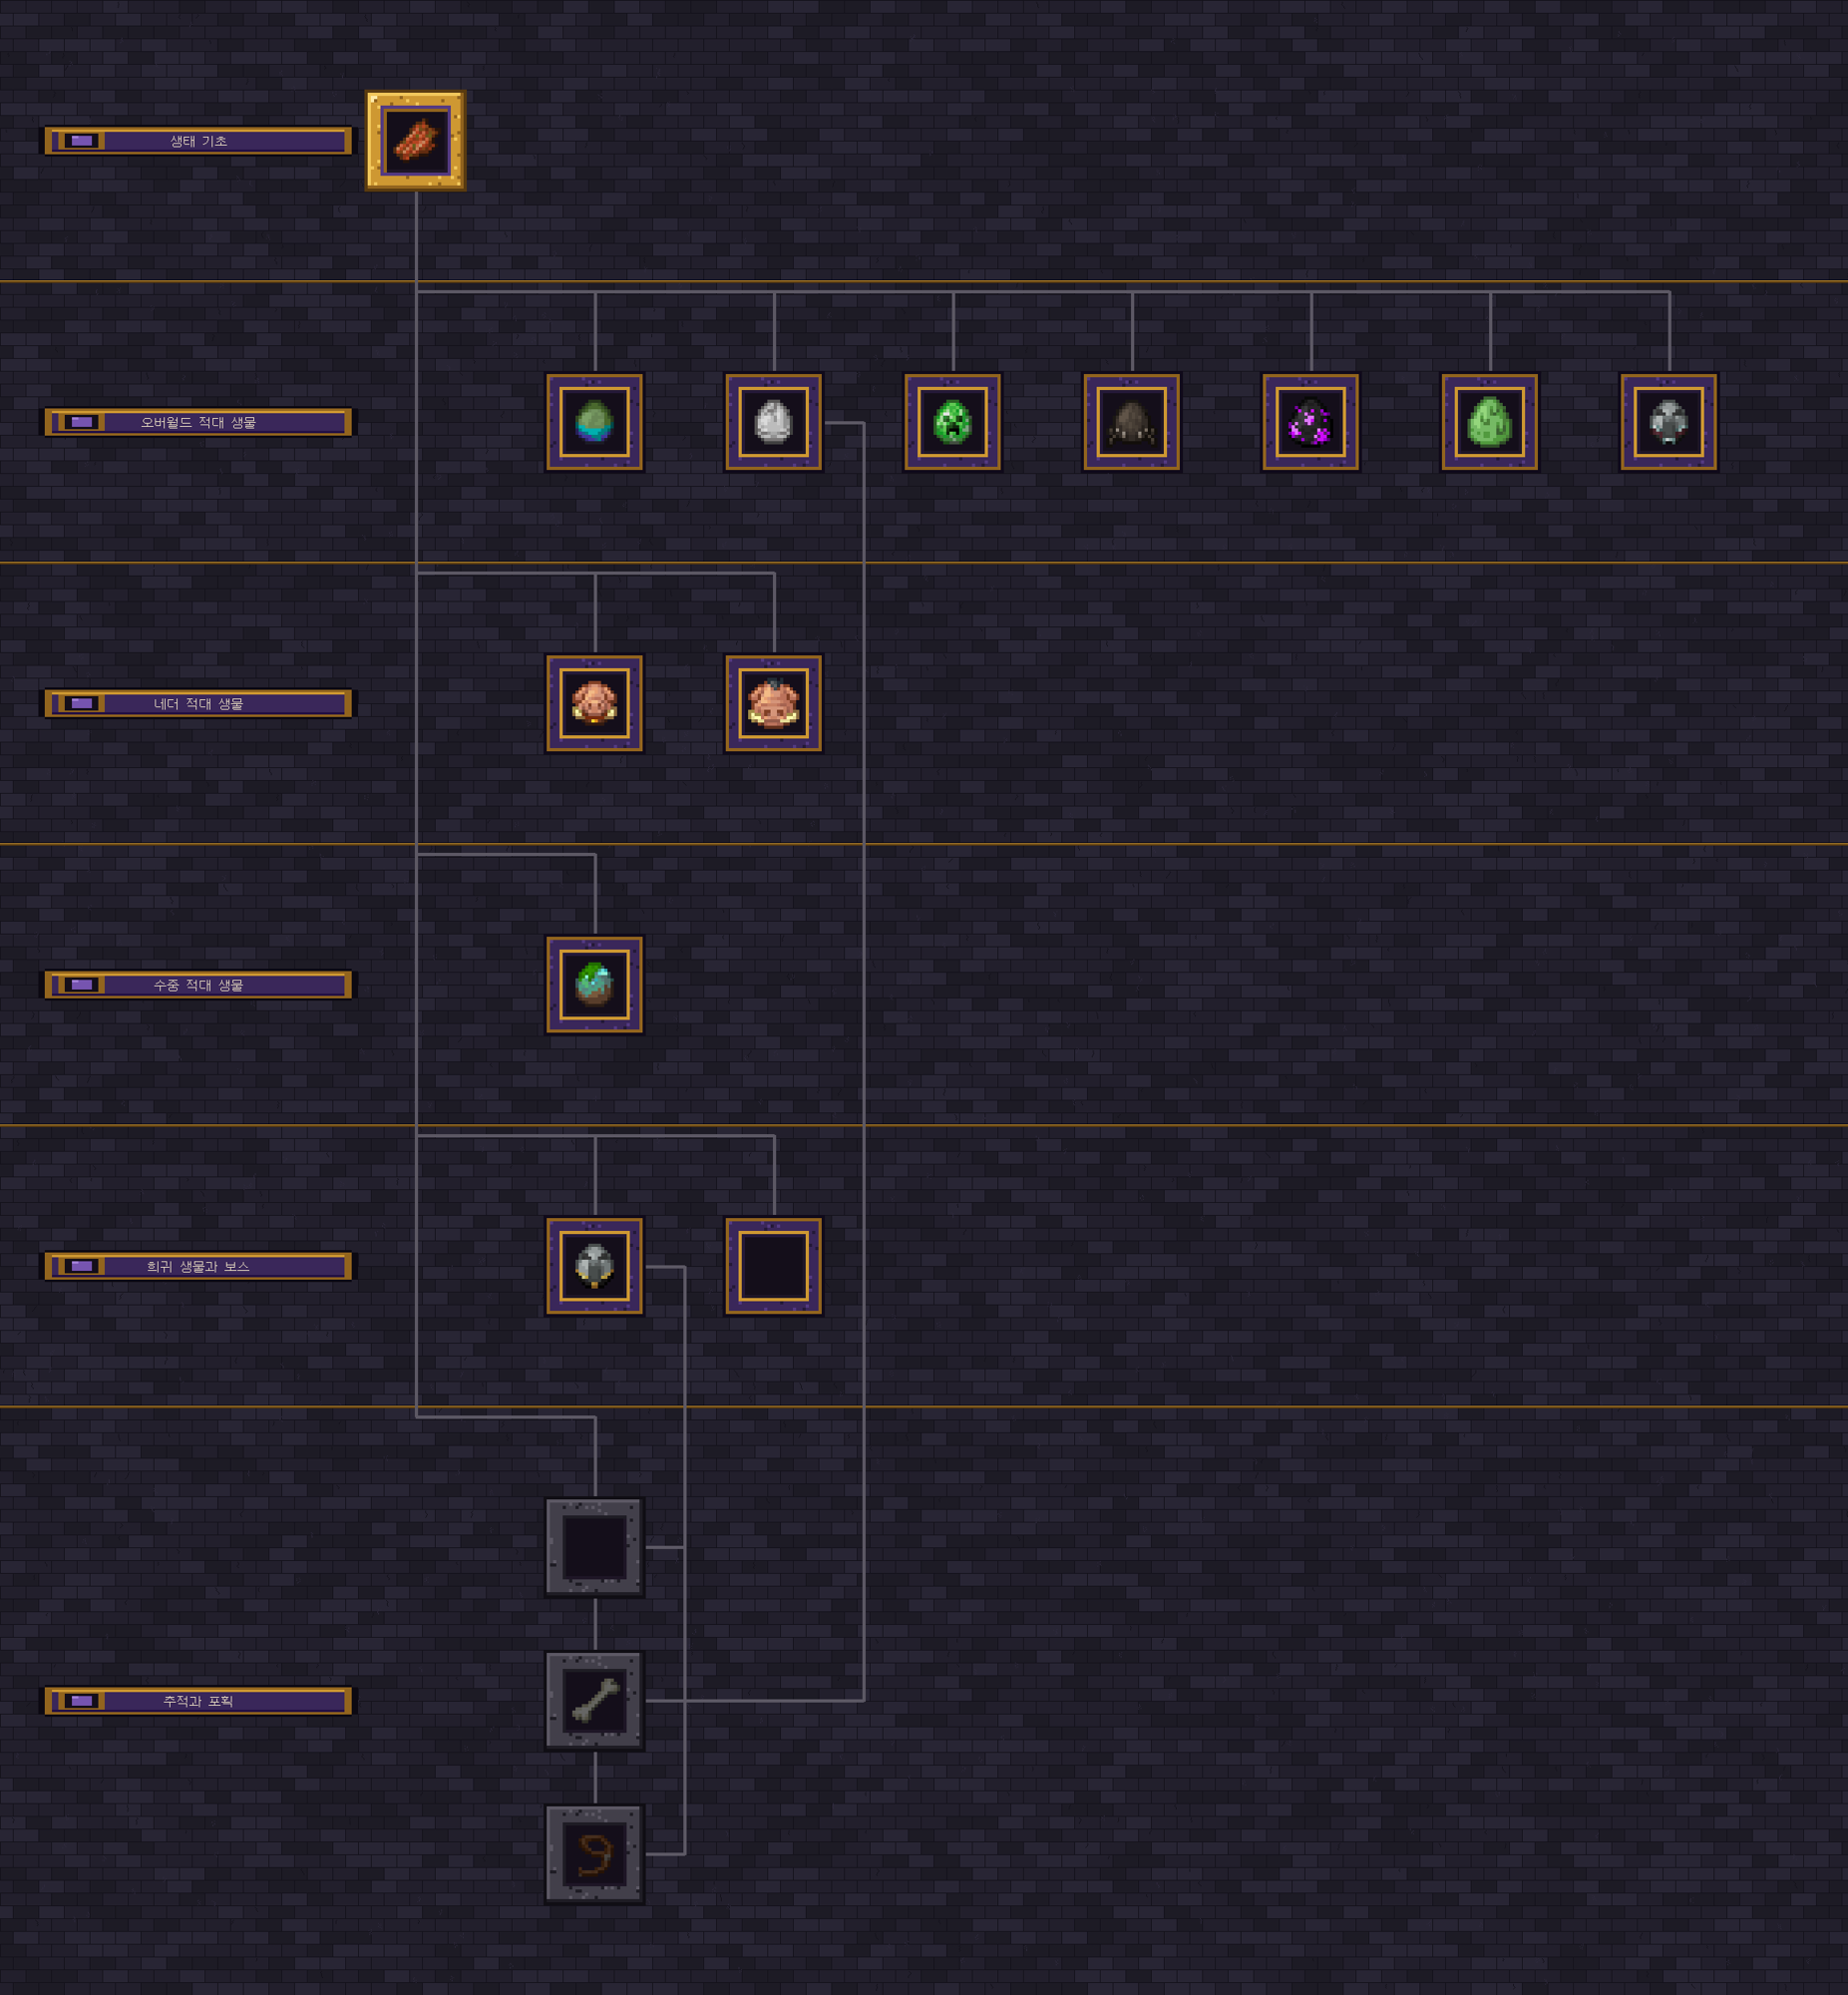 생태 기초
오버월드 적대 생물
네더 적대 생물
수중 적대 생물
희귀 생물과 보스
추적과 포획